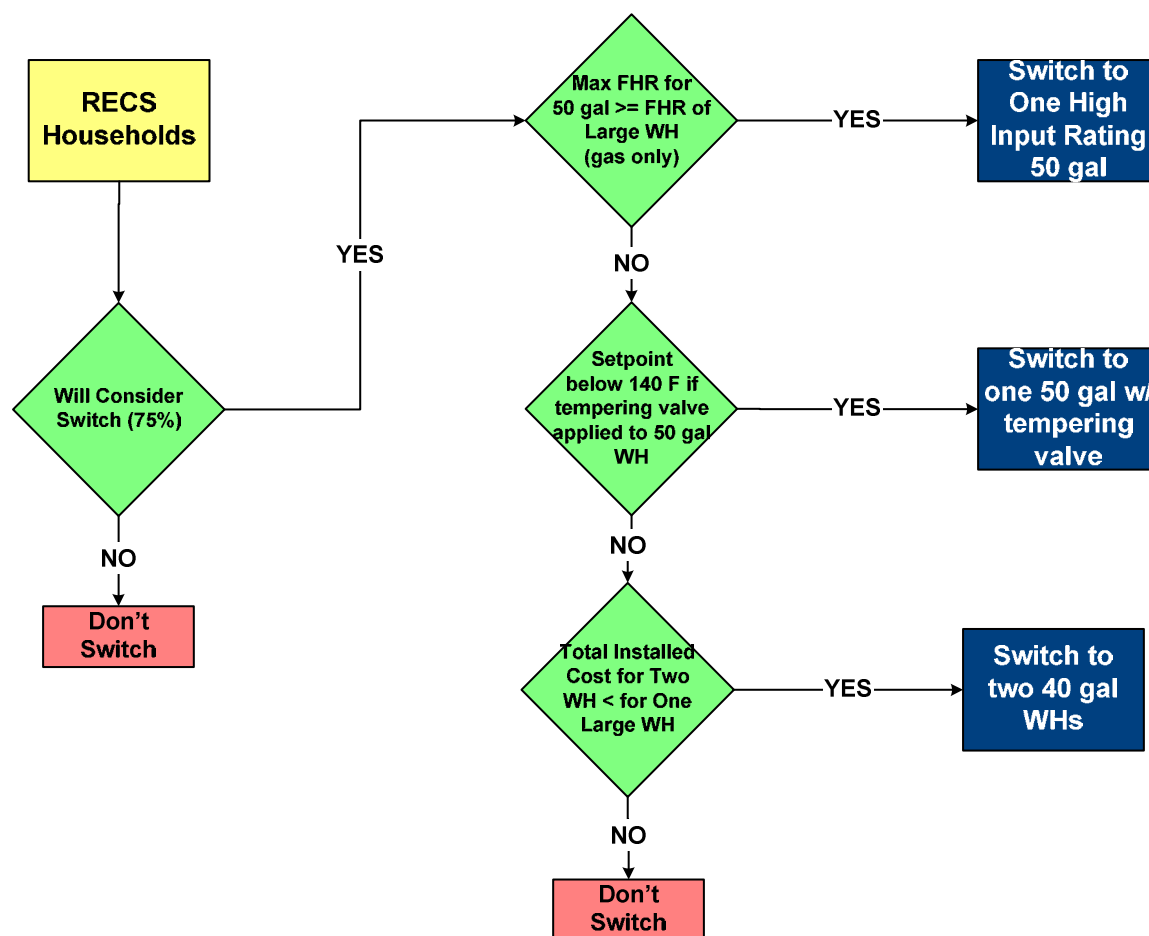 RECS
Households
Will Consider
Switch (75%)
YES
NO
Don't
Switch
Max FHR for
50 gal >= FHR of
Large WH
(gas only)
YES
Switch to
One High
Input Rating
50 gal
NO
Setpoint
below 140 F if
tempering valve
applied to 50 gal
WH
YES
Switch to
one 50 gal w/
tempering
valve
NO
Total Installed
Cost for Two
WH < for One
Large WH
YES
Switch to
two 40 gal
WHs
NO
Don't
Switch